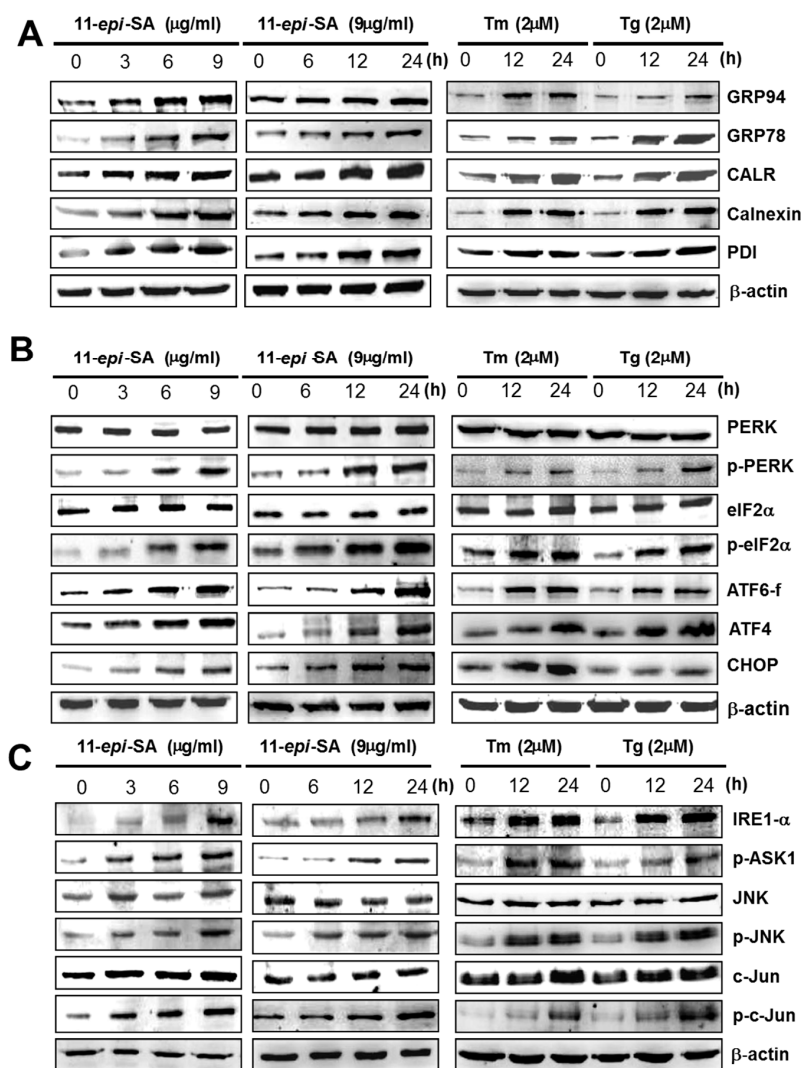 A
11-epi-SA (μg/ml) 11-epi-SA (9μg/ml) Tm (2μM) Tg (2μM)
0 3 6 9 0 6 12 24 (h) 0 12 24 0 12 24 (h)
GRP94
GRP78
CALR
Calnexin
PDI
β-actin
B
11-epi-SA (μg/ml) 11-epi-SA (9μg/ml) Tm (2μM) Tg (2μM)
0 3 6 9 0 6 12 24 (h) 0 12 24 0 12 24 (h)
PERK
p-PERK
eIF2α
p-eIF2α
ATF6-f
ATF4
CHOP
β-actin
C
11-epi-SA (μg/ml) 11-epi-SA (9μg/ml) Tm (2μM) Tg (2μM)
0 3 6 9 0 6 12 24 (h) 0 12 24 0 12 24 (h)
IRE1-α
p-ASK1
JNK
p-JNK
c-Jun
p-c-Jun
β-actin